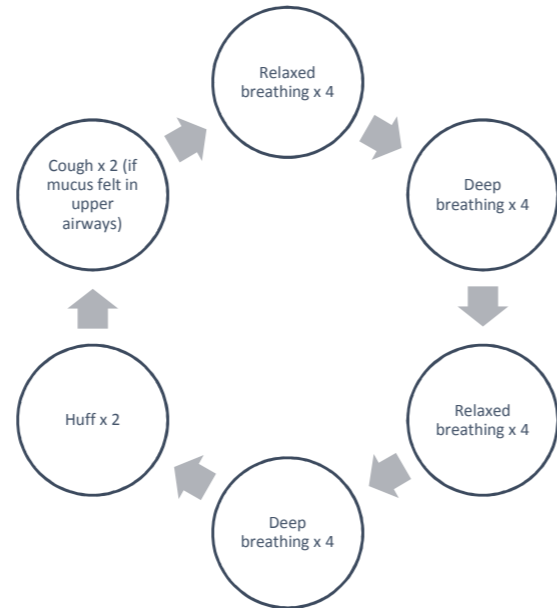 Relaxed
breathing x 4
Deep
breathing x 4
Relaxed
breathing x 4
Deep
breathing x 4
Huff x 2
Cough x 2 (if
mucus felt in
upper
airways)